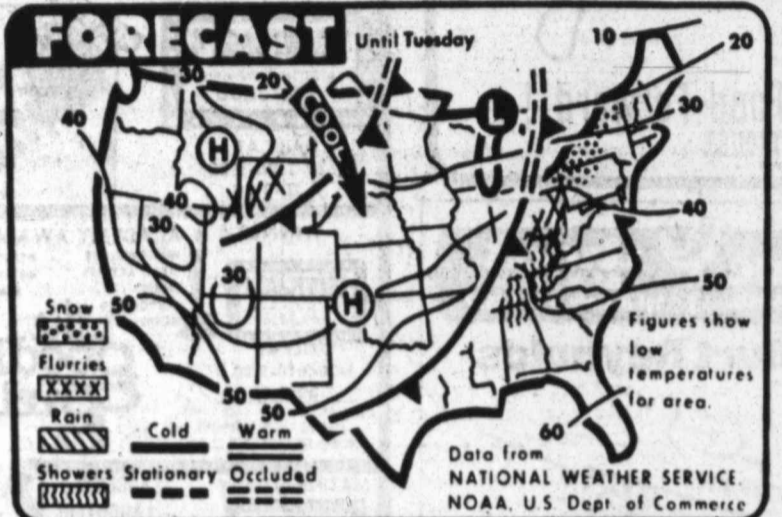 FORECAST
Until Tuesday
10
20
30
20
30
40
COOL
L
H
40
30
40
30
50
50
H
50
50
60
Snow
Flurries
XXXX
Rain
Showers
Cold
Warm
Stationary
Occluded
Figures show
low
temperatures
for area.
Data from
NATIONAL WEATHER SERVICE.
NOAA, U.S. Dept. of Commerce